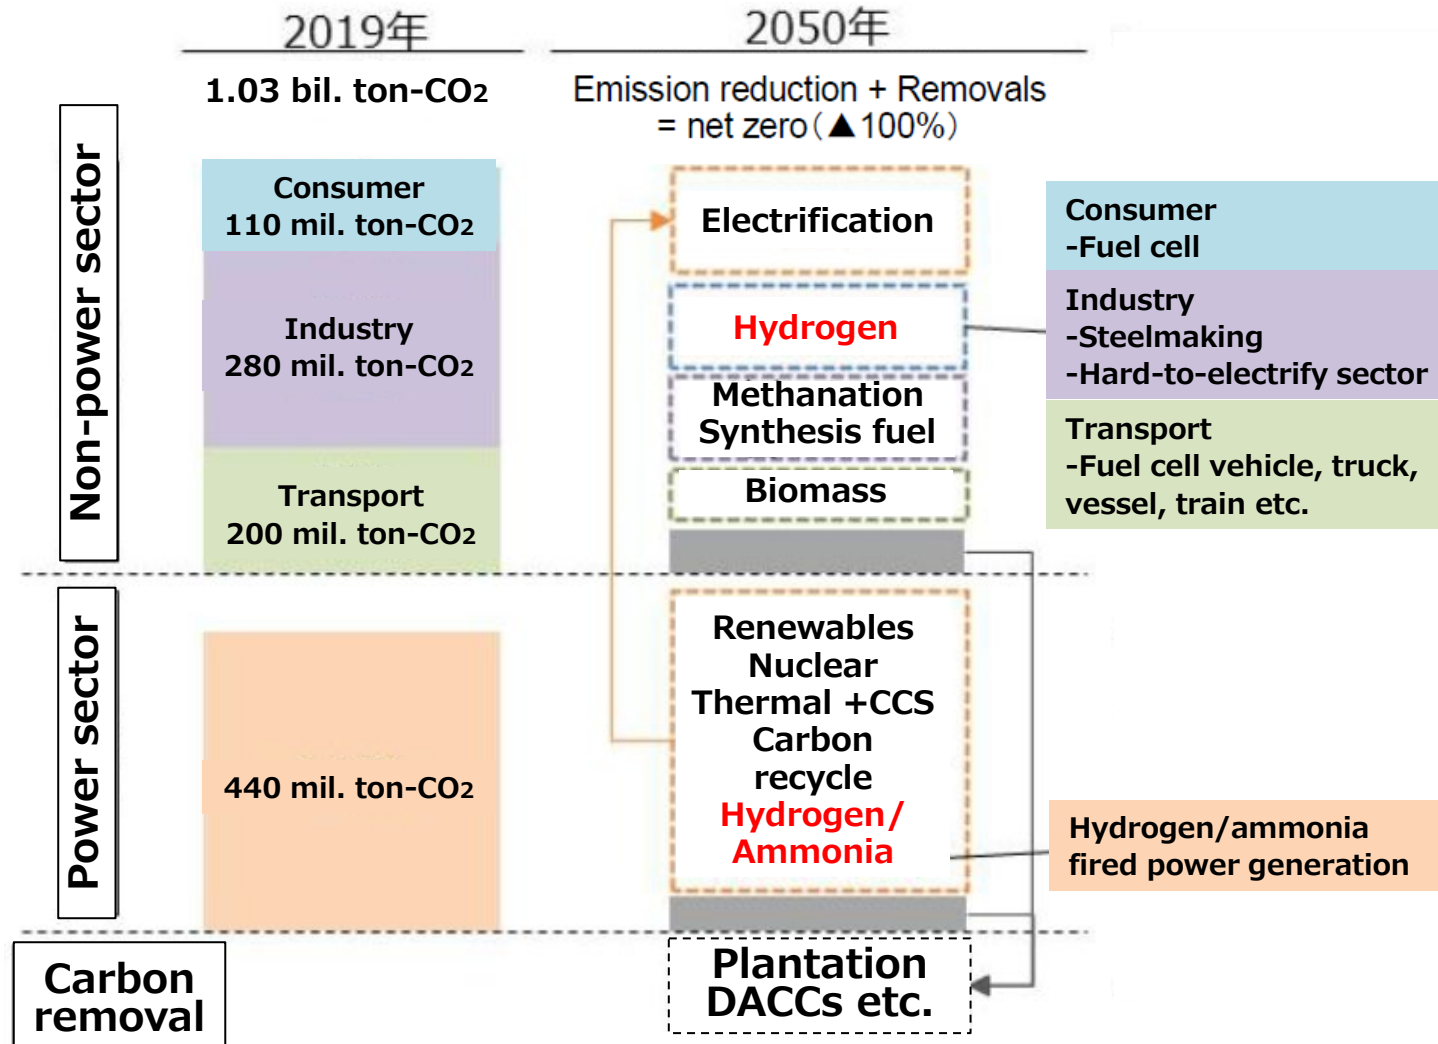 2019年
2050年
1.03 bil. ton-CO2
Emission reduction + Removals
= net zero(▲100%)
Non-power sector
Consumer
110 mil. ton-CO2
Industry
280 mil. ton-CO2
Transport
200 mil. ton-CO2
Electrification
Hydrogen
Methanation
Synthesis fuel
Biomass
Consumer
-Fuel cell
Industry
-Steelmaking
-Hard-to-electrify sector
Transport
-Fuel cell vehicle, truck,
vessel, train etc.
Power sector
440 mil. ton-CO2
Renewables
Nuclear
Thermal +CCS
Carbon
recycle
Hydrogen/
Ammonia
Hydrogen/ammonia
fired power generation
Carbon
removal
Plantation
DACCs etc.